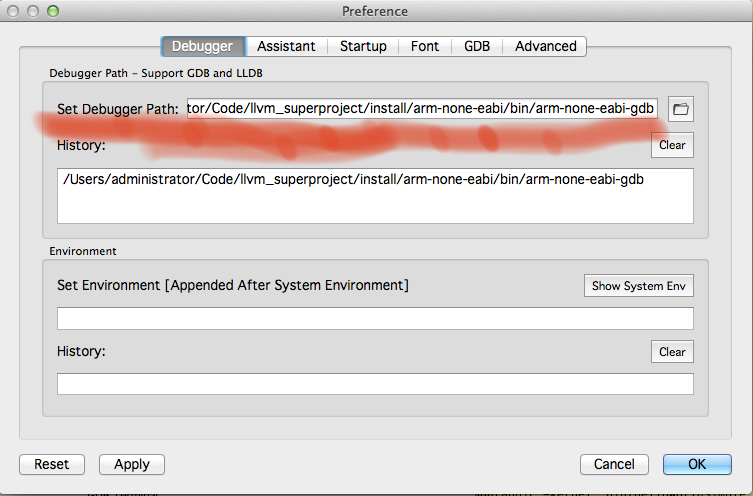 Preference
Debugger Assistant Startup Font GDB Advanced
Debugger Path – Support GDB and LLDB
Set Debugger Path: tor/Code/llvm_superproject/install/arm-none-eabi/bin/arm-none-eabi-gdb
History: Clear
/Users/administrator/Code/llvm_superproject/install/arm-none-eabi/bin/arm-none-eabi-gdb
Environment
Set Environment [Appended After System Environment] Show System Env
History: Clear
Reset Apply Cancel OK